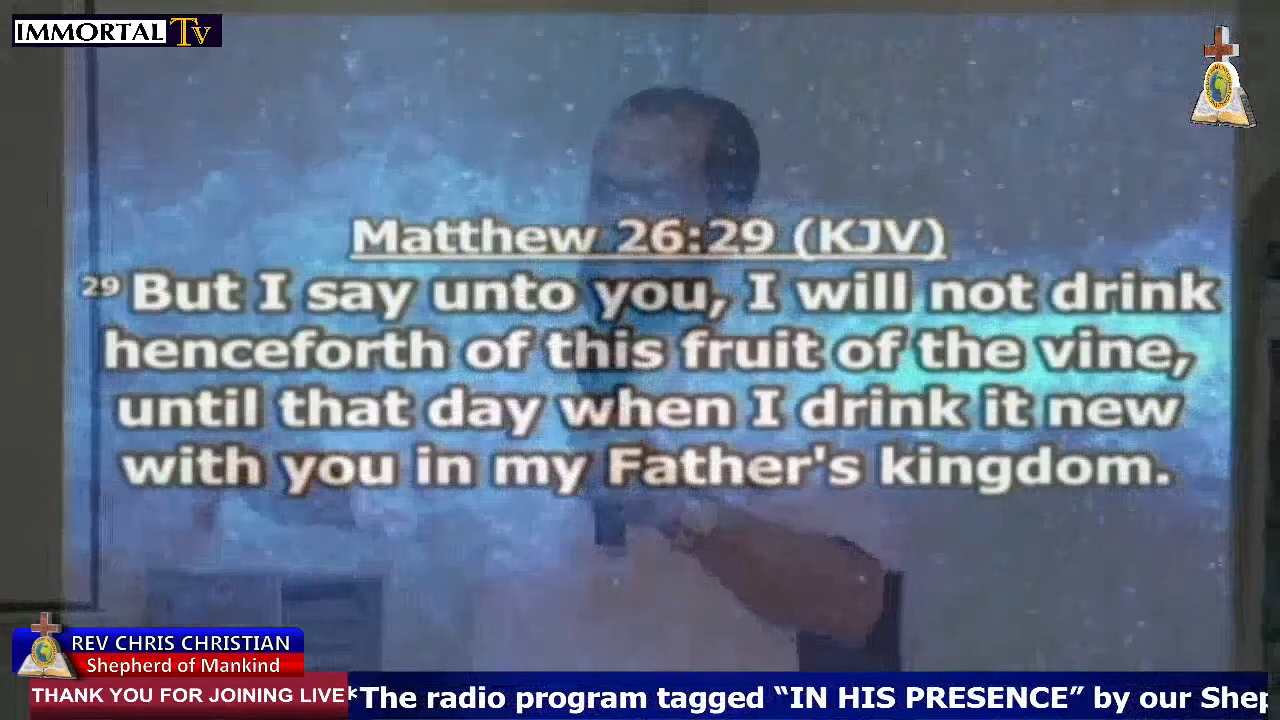 IMMORTAL Tv
Matthew 26:29 (KJV)
29 But I say unto you, I will not drink
henceforth of this fruit of the vine,
until that day when I drink it new
with you in my Father's kingdom.
REV CHRIS CHRISTIAN
Shepherd of Mankind
THANK YOU FOR JOINING LIVE
*The radio program tagged “IN HIS PRESENCE” by our Shep